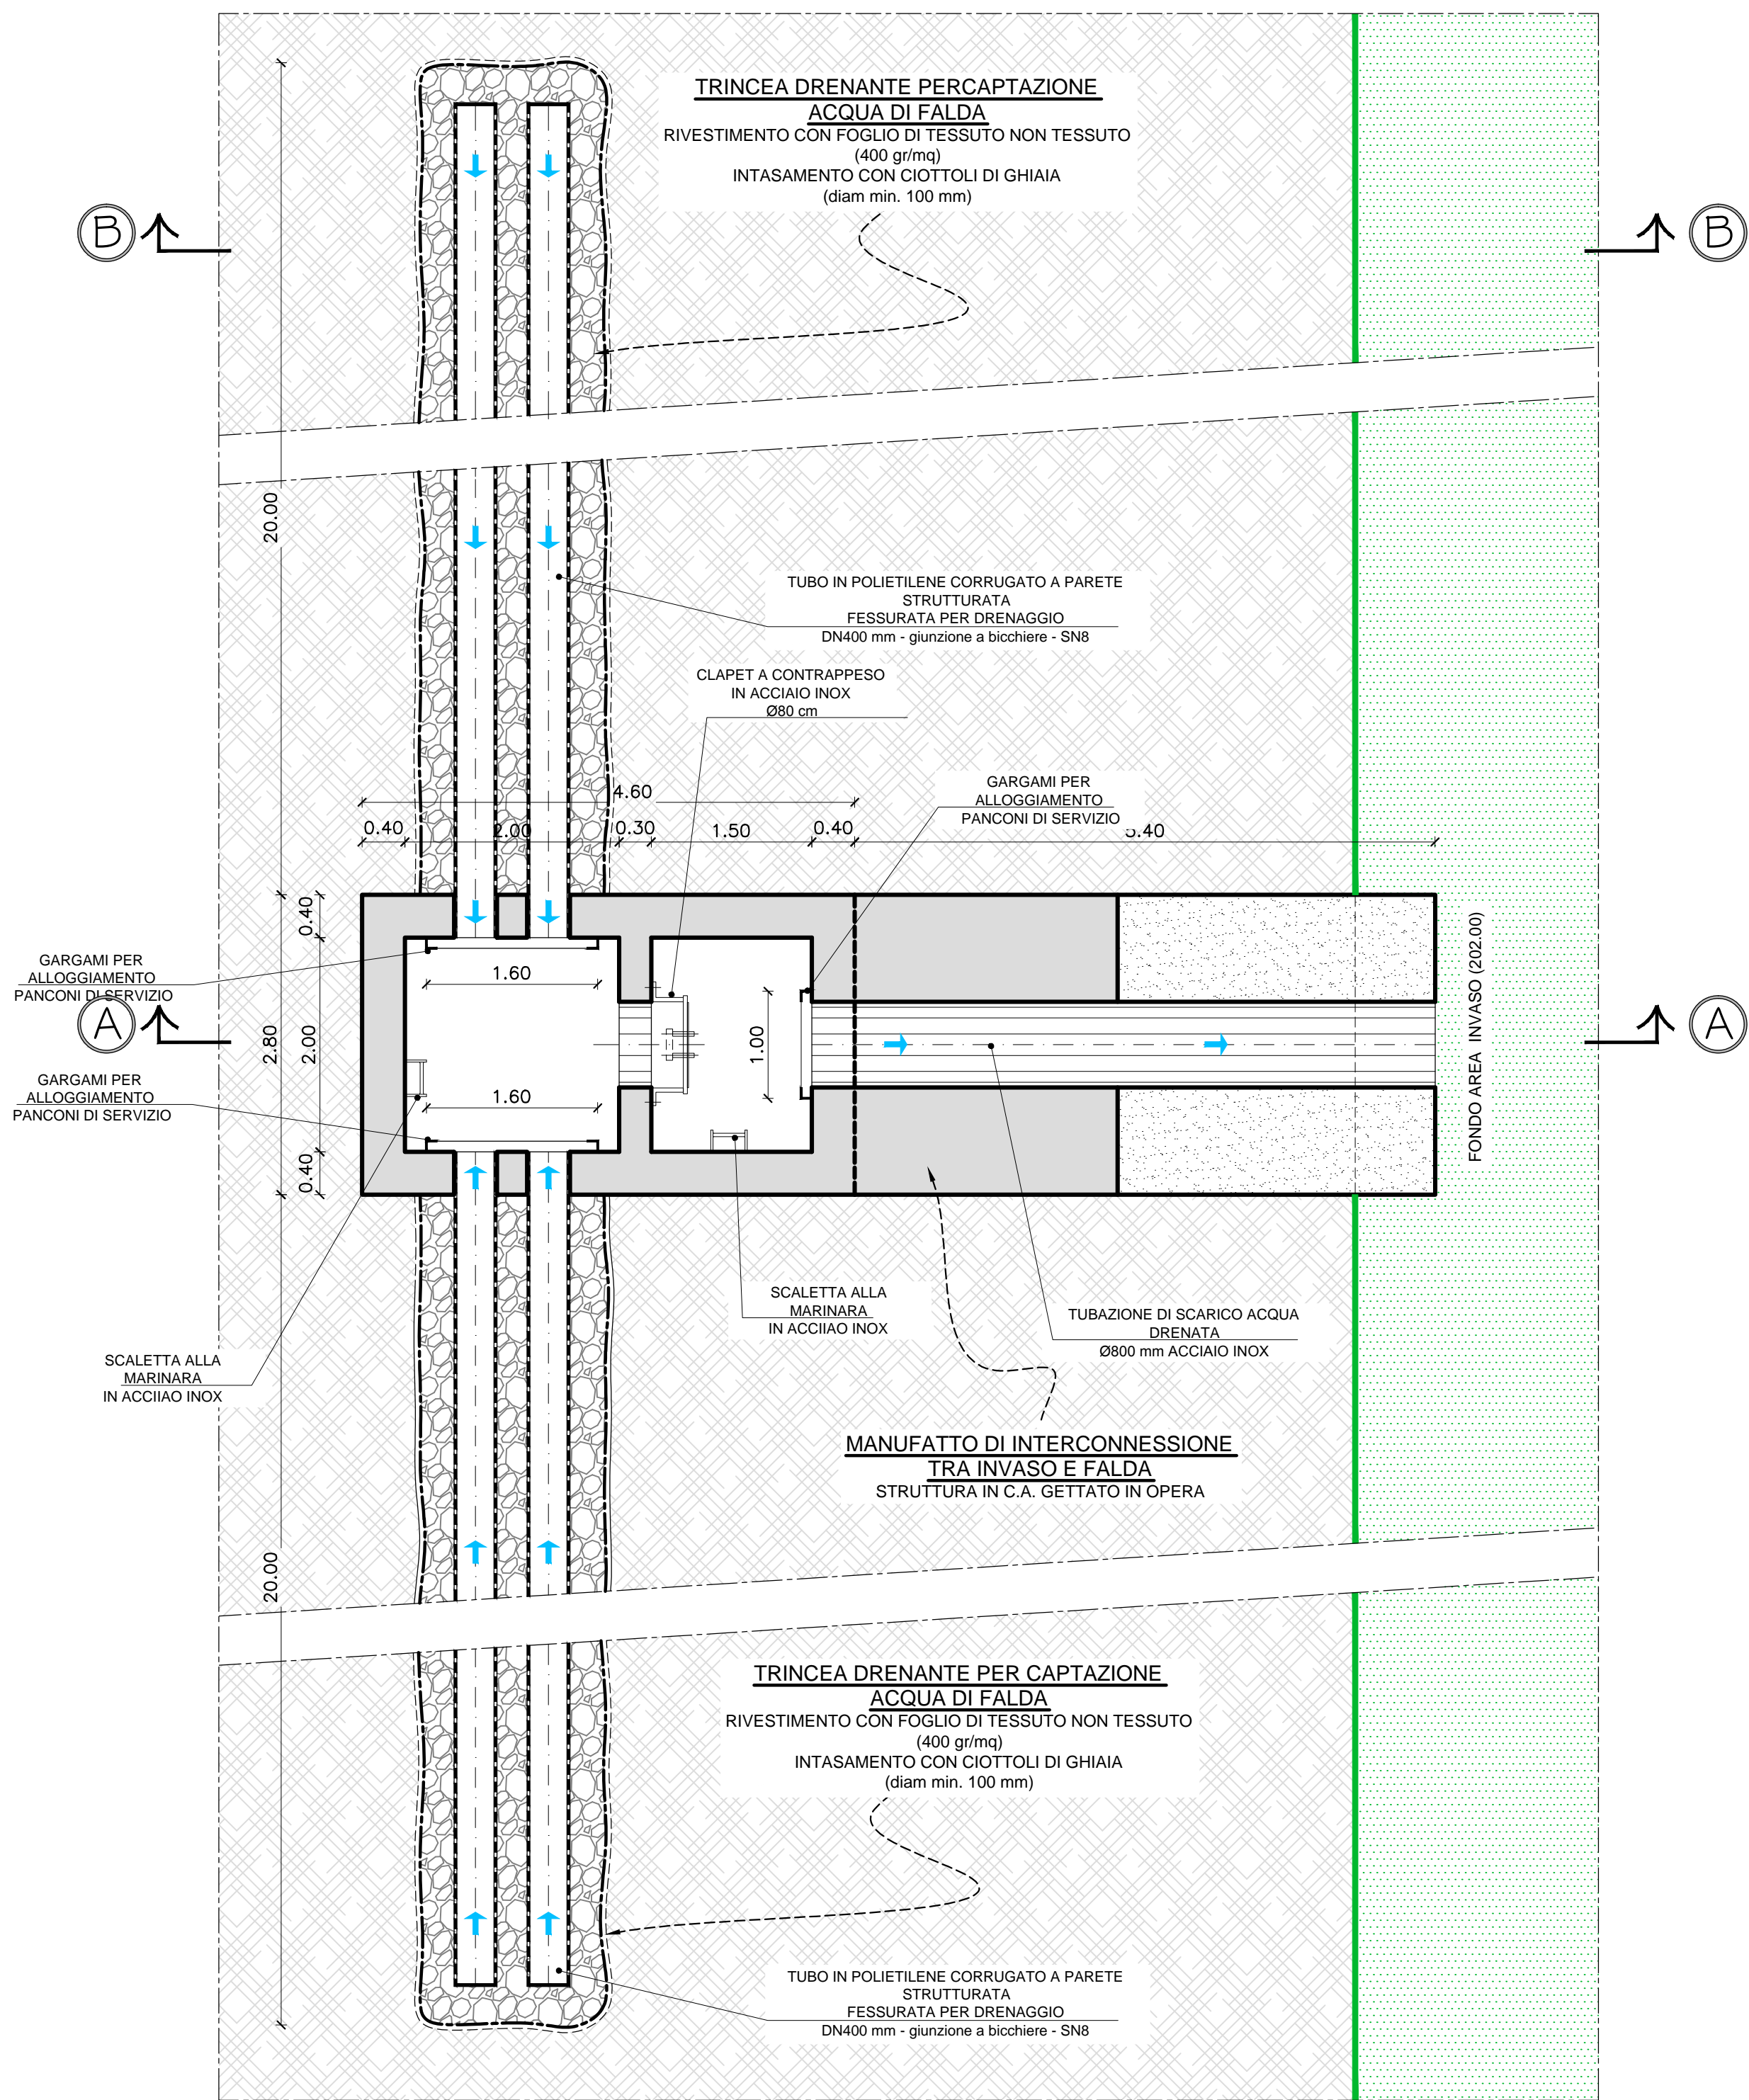 TRINCEA DRENANTE PERCAPTAZIONE
ACQUA DI FALDA
RIVESTIMENTO CON FOGLIO DI TESSUTO NON TESSUTO
(400 gr/mq)
INTASAMENTO CON CIOTTOLI DI GHIAIA
(diam min. 100 mm)
B
B
20.00
TUBO IN POLIETILENE CORRUGATO A PARETE
STRUTTURATA
FESSURATA PER DRENAGGIO
DN400 mm - giunzione a bicchiere - SN8
CLAPET A CONTRAPPESO
IN ACCIAIO INOX
Ø80 cm
GARGAMI PER
ALLOGGIAMENTO
PANCONI DI SERVIZIO
4.60
0.40
2.00
0.30
1.50
0.40
5.40
0.40
2.80
2.00
0.40
GARGAMI PER
ALLOGGIAMENTO
PANCONI DI SERVIZIO
1.60
A
A
1.00
FONDO AREA INVASO (202.00)
GARGAMI PER
ALLOGGIAMENTO
PANCONI DI SERVIZIO
1.60
SCALETTA ALLA
MARINARA
IN ACCIIAO INOX
TUBAZIONE DI SCARICO ACQUA
DRENATA
Ø800 mm ACCIAIO INOX
SCALETTA ALLA
MARINARA
IN ACCIIAO INOX
MANUFATTO DI INTERCONNESSIONE
TRA INVASO E FALDA
STRUTTURA IN C.A. GETTATO IN OPERA
20.00
TRINCEA DRENANTE PER CAPTAZIONE
ACQUA DI FALDA
RIVESTIMENTO CON FOGLIO DI TESSUTO NON TESSUTO
(400 gr/mq)
INTASAMENTO CON CIOTTOLI DI GHIAIA
(diam min. 100 mm)
TUBO IN POLIETILENE CORRUGATO A PARETE
STRUTTURATA
FESSURATA PER DRENAGGIO
DN400 mm - giunzione a bicchiere - SN8